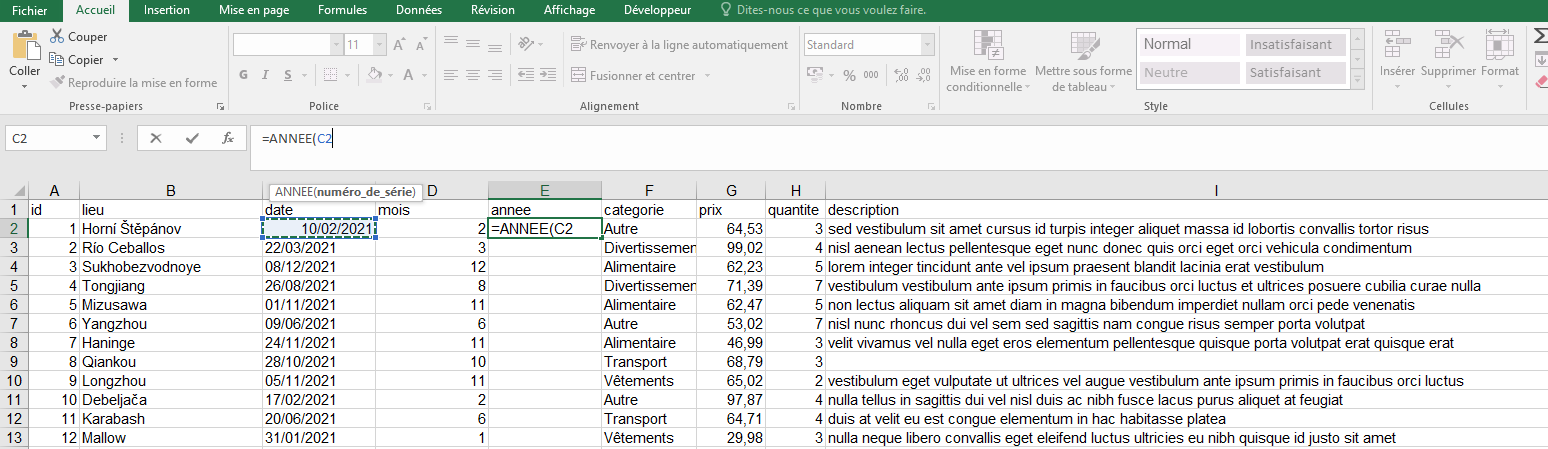 Fichier Accueil Insertion Mise en page Formules Données Révision Affichage Développeur Dites-nous ce que vous voulez faire.
Coller
Couper
Copier
Reproduire la mise en forme
Presse-papiers
11 A A
G I S A
Police
Renvoyer à la ligne automatiquement
Fusionner et centrer
Alignement
Standard
% 000 ,00 ,00
Nombre
Mise en forme conditionnelle
Mettre sous forme de tableau
Normal Insatisfaisant
Neutre Satisfaisant
Style
Insérer Supprimer Format
Cellules
C2 fx =ANNEE(C2
ANNEE(numéro_de_série)
A B D E F G H I
1 id lieu date mois annee categorie prix quantite description
2 1 Horní Štěpánov 10/02/2021 2 =ANNEE(C2 Autre 64,53 3 sed vestibulum sit amet cursus id turpis integer aliquet massa id lobortis convallis tortor risus
3 2 Río Ceballos 22/03/2021 3 Divertissemen 99,02 4 nisl aenean lectus pellentesque eget nunc donec quis orci eget orci vehicula condimentum
4 3 Sukhobezvodnoye 08/12/2021 12 Alimentaire 62,23 5 lorem integer tincidunt ante vel ipsum praesent blandit lacinia erat vestibulum
5 4 Tongjiang 26/08/2021 8 Divertissemen 71,39 7 vestibulum vestibulum ante ipsum primis in faucibus orci luctus et ultrices posuere cubilia curae nulla
6 5 Mizusawa 01/11/2021 11 Alimentaire 62,47 5 non lectus aliquam sit amet diam in magna bibendum imperdiet nullam orci pede venenatis
7 6 Yangzhou 09/06/2021 6 Autre 53,02 7 nisl nunc rhoncus dui vel sem sed sagittis nam congue risus semper porta volutpat
8 7 Haninge 24/11/2021 11 Alimentaire 46,99 3 velit vivamus vel nulla eget eros elementum pellentesque quisque porta volutpat erat quisque erat
9 8 Qiankou 28/10/2021 10 Transport 68,79 3
10 9 Longzhou 05/11/2021 11 Vêtements 65,02 2 vestibulum eget vulputate ut ultrices vel augue vestibulum ante ipsum primis in faucibus orci luctus
11 10 Debeljača 17/02/2021 2 Autre 97,87 4 nulla tellus in sagittis dui vel nisl duis ac nibh fusce lacus purus aliquet at feugiat
12 11 Karabash 20/06/2021 6 Transport 64,71 4 duis at velit eu est congue elementum in hac habitasse platea
13 12 Mallow 31/01/2021 1 Vêtements 29,98 3 nulla neque libero convallis eget eleifend luctus ultricies eu nibh quisque id justo sit amet